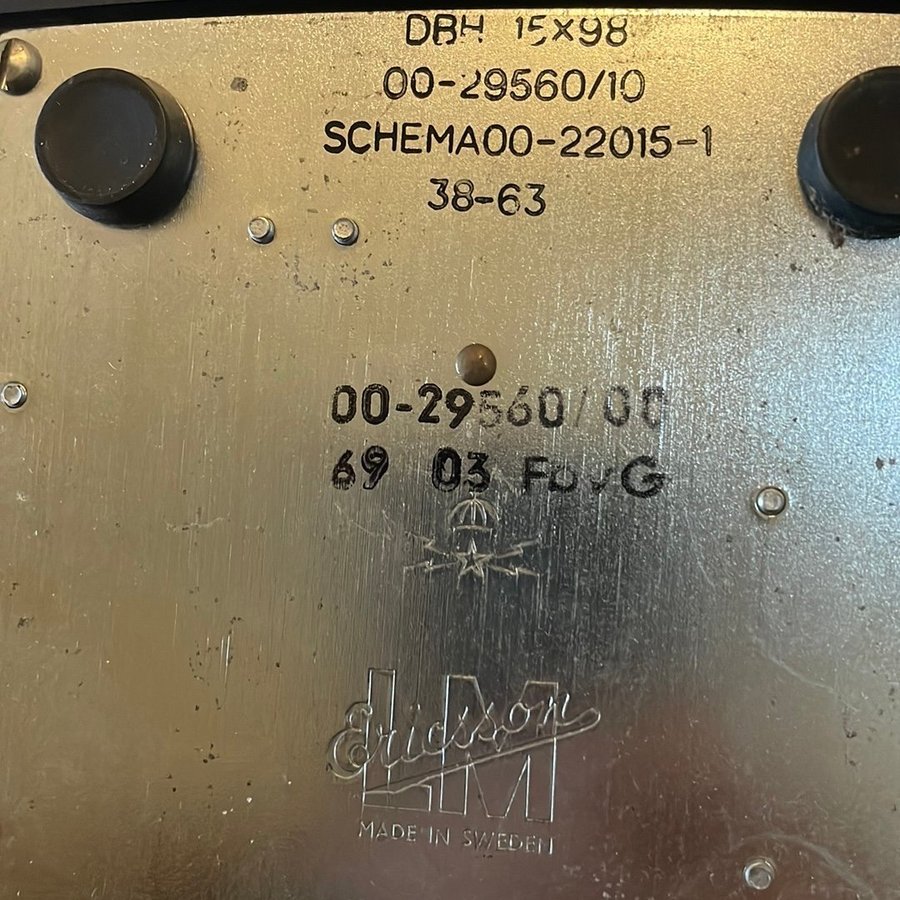 DBH 15X98
00-29560/10
SCHEMA00-22015-1
38-63
00-29560/00
69 03
LM
Ericsson
MADE IN SWEDEN